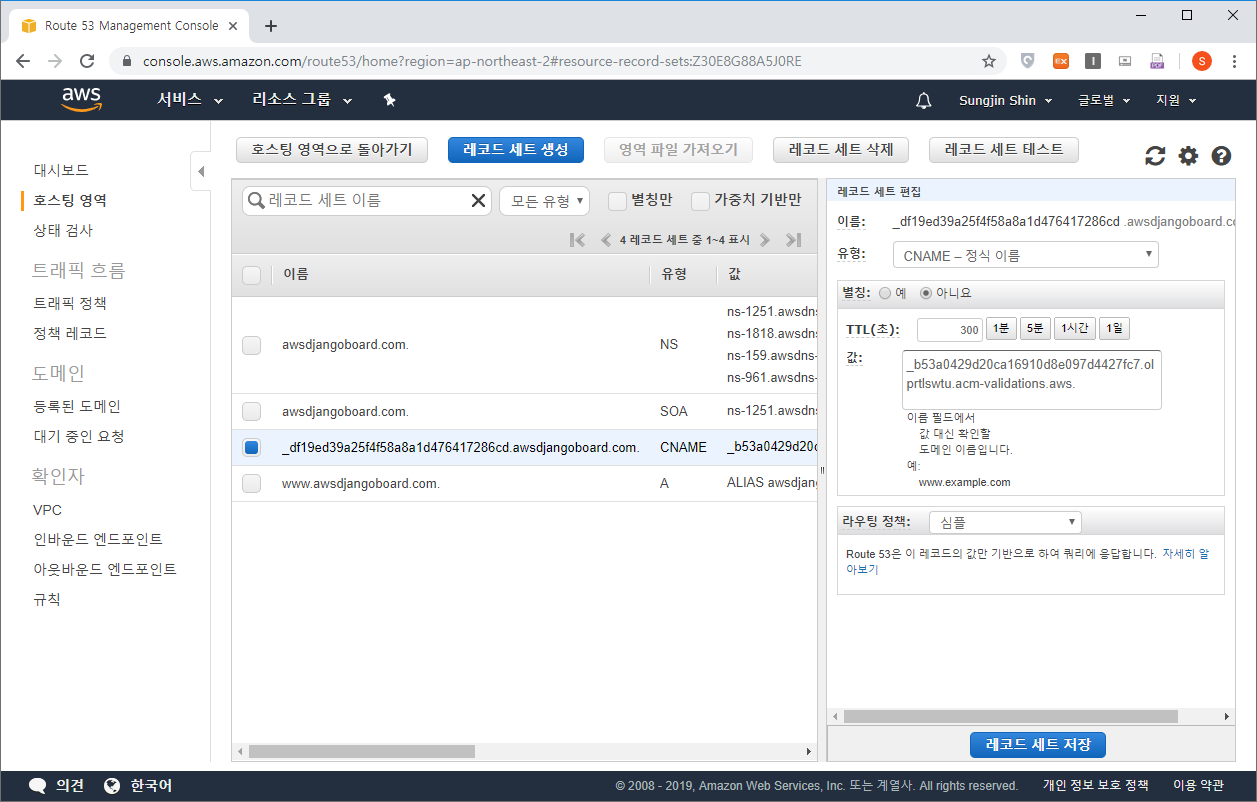 Route 53 Management Console
console.aws.amazon.com/route53/home?region=ap-northeast-2#resource-record-sets:Z30E8G88A5J0RE
EX
I
PDF
S
aws 서비스 리소스 그룹 Sungjin Shin 글로벌 지원
대시보드
호스팅 영역
상태 검사
트래픽 흐름
트래픽 정책
정책 레코드
도메인
등록된 도메인
대기 중인 요청
확인자
VPC
인바운드 엔드포인트
아웃바운드 엔드포인트
규칙
호스팅 영역으로 돌아가기 레코드 세트 생성 영역 파일 가져오기 레코드 세트 삭제 레코드 세트 테스트
레코드 세트 이름 모든 유형 별칭만 가중치 기반만
4 레코드 세트 중 1~4 표시
이름 유형 값
awsdjangoboard.com. NS
ns-1251.awsdns
ns-1818.awsdns
ns-159.awsdns-
ns-961.awsdns-
awsdjangoboard.com. SOA ns-1251.awsdns
_df19ed39a25f4f58a8a1d476417286cd.awsdjangoboard.com. CNAME _b53a0429d20c
www.awsdjangoboard.com. A ALIAS awsdjang
레코드 세트 편집
이름: _df19ed39a25f4f58a8a1d476417286cd .awsdjangoboard.co
유형: CNAME – 정식 이름
별칭: 예 아니요
TTL(초): 300 1분 5분 1시간 1일
값: _b53a0429d20ca16910d8e097d4427fc7.ol
prtlswtu.acm-validations.aws.
이름 필드에서
값 대신 확인할
도메인 이름입니다.
예:
www.example.com
라우팅 정책: 심플
Route 53은 이 레코드의 값만 기반으로 하여 쿼리에 응답합니다. 자세히 알
아보기
레코드 세트 저장
의견 한국어 © 2008 - 2019, Amazon Web Services, Inc. 또는 계열사. All rights reserved. 개인 정보 보호 정책 이용 약관